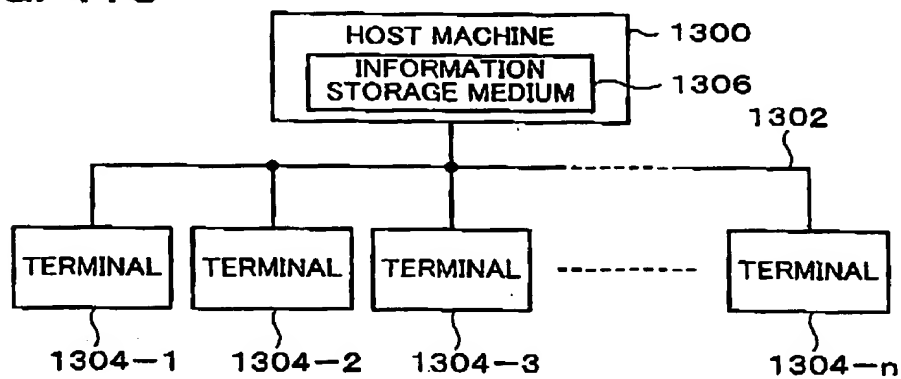 HOST MACHINE
1300
INFORMATION
STORAGE MEDIUM
1306
1302
TERMINAL TERMINAL TERMINAL TERMINAL
1304-1 1304-2 1304-3 1304-n